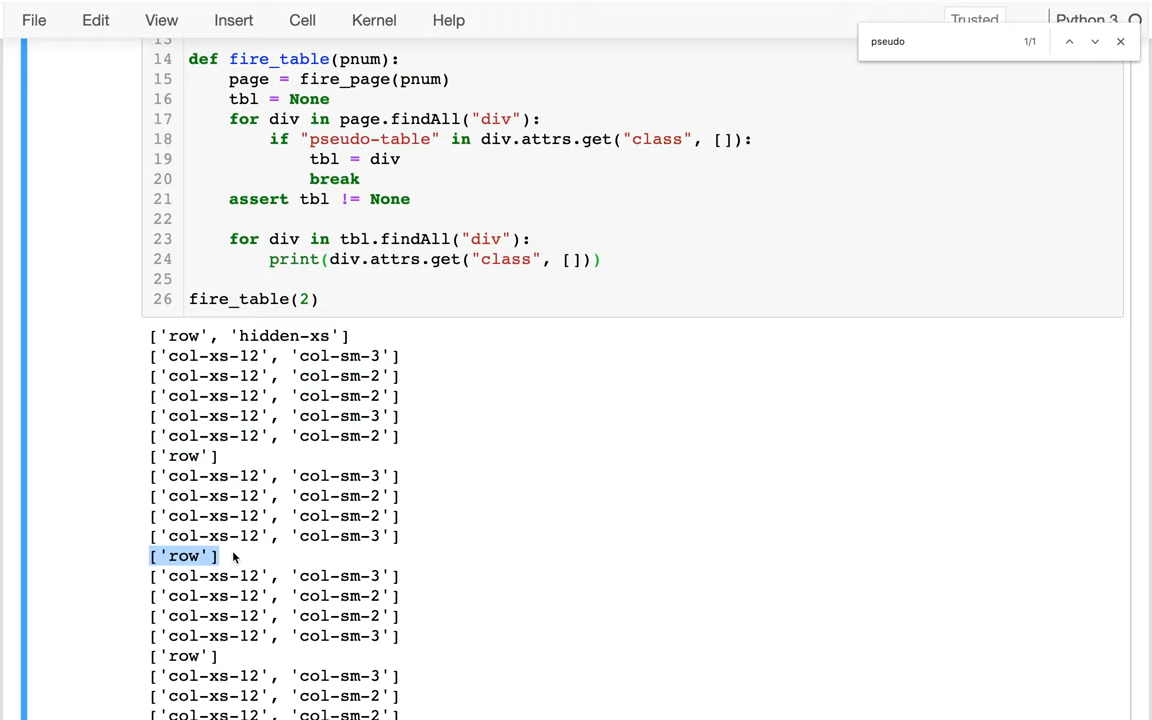 File Edit View Insert Cell Kernel Help Trusted Python 3
pseudo 1/1
13
14 def fire_table(pnum):
15     page = fire_page(pnum)
16     tbl = None
17     for div in page.findAll("div"):
18         if "pseudo-table" in div.attrs.get("class", []):
19             tbl = div
20             break
21     assert tbl != None
22
23     for div in tbl.findAll("div"):
24         print(div.attrs.get("class", []))
25
26 fire_table(2)
['row', 'hidden-xs']
['col-xs-12', 'col-sm-3']
['col-xs-12', 'col-sm-2']
['col-xs-12', 'col-sm-2']
['col-xs-12', 'col-sm-3']
['col-xs-12', 'col-sm-2']
['row']
['col-xs-12', 'col-sm-3']
['col-xs-12', 'col-sm-2']
['col-xs-12', 'col-sm-2']
['col-xs-12', 'col-sm-3']
['row']
['col-xs-12', 'col-sm-3']
['col-xs-12', 'col-sm-2']
['col-xs-12', 'col-sm-2']
['col-xs-12', 'col-sm-3']
['row']
['col-xs-12', 'col-sm-3']
['col-xs-12', 'col-sm-2']
['col-xs-12', 'col-sm-2']